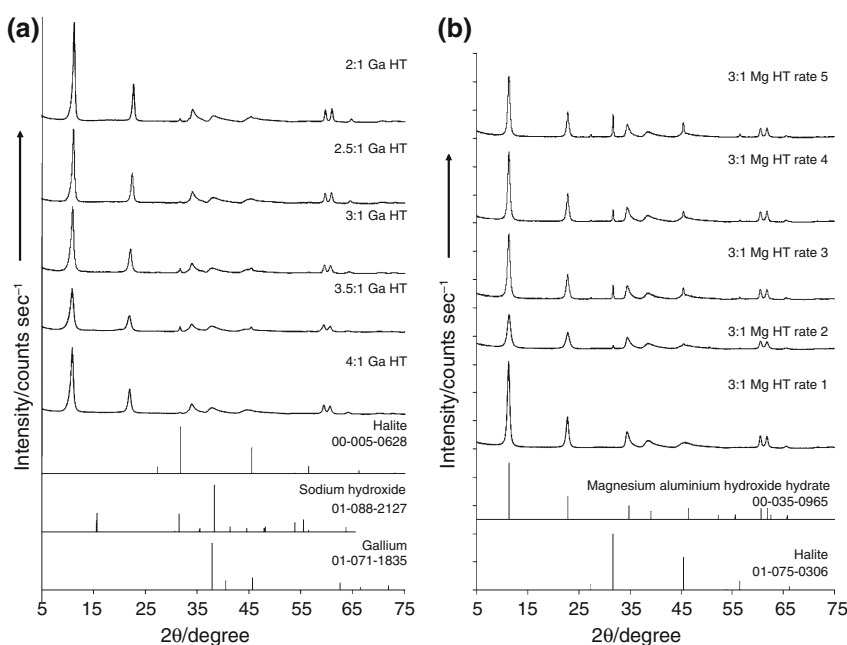 (a)
2:1 Ga HT
2.5:1 Ga HT
3:1 Ga HT
3.5:1 Ga HT
4:1 Ga HT
Halite
00-005-0628
Sodium hydroxide
01-088-2127
Gallium
01-071-1835
Intensity/counts sec⁻¹
5 15 25 35 45 55 65 75
2θ/degree
(b)
3:1 Mg HT rate 5
3:1 Mg HT rate 4
3:1 Mg HT rate 3
3:1 Mg HT rate 2
3:1 Mg HT rate 1
Magnesium aluminium hydroxide hydrate
00-035-0965
Halite
01-075-0306
Intensity/counts sec⁻¹
5 15 25 35 45 55 65 75
2θ/degree